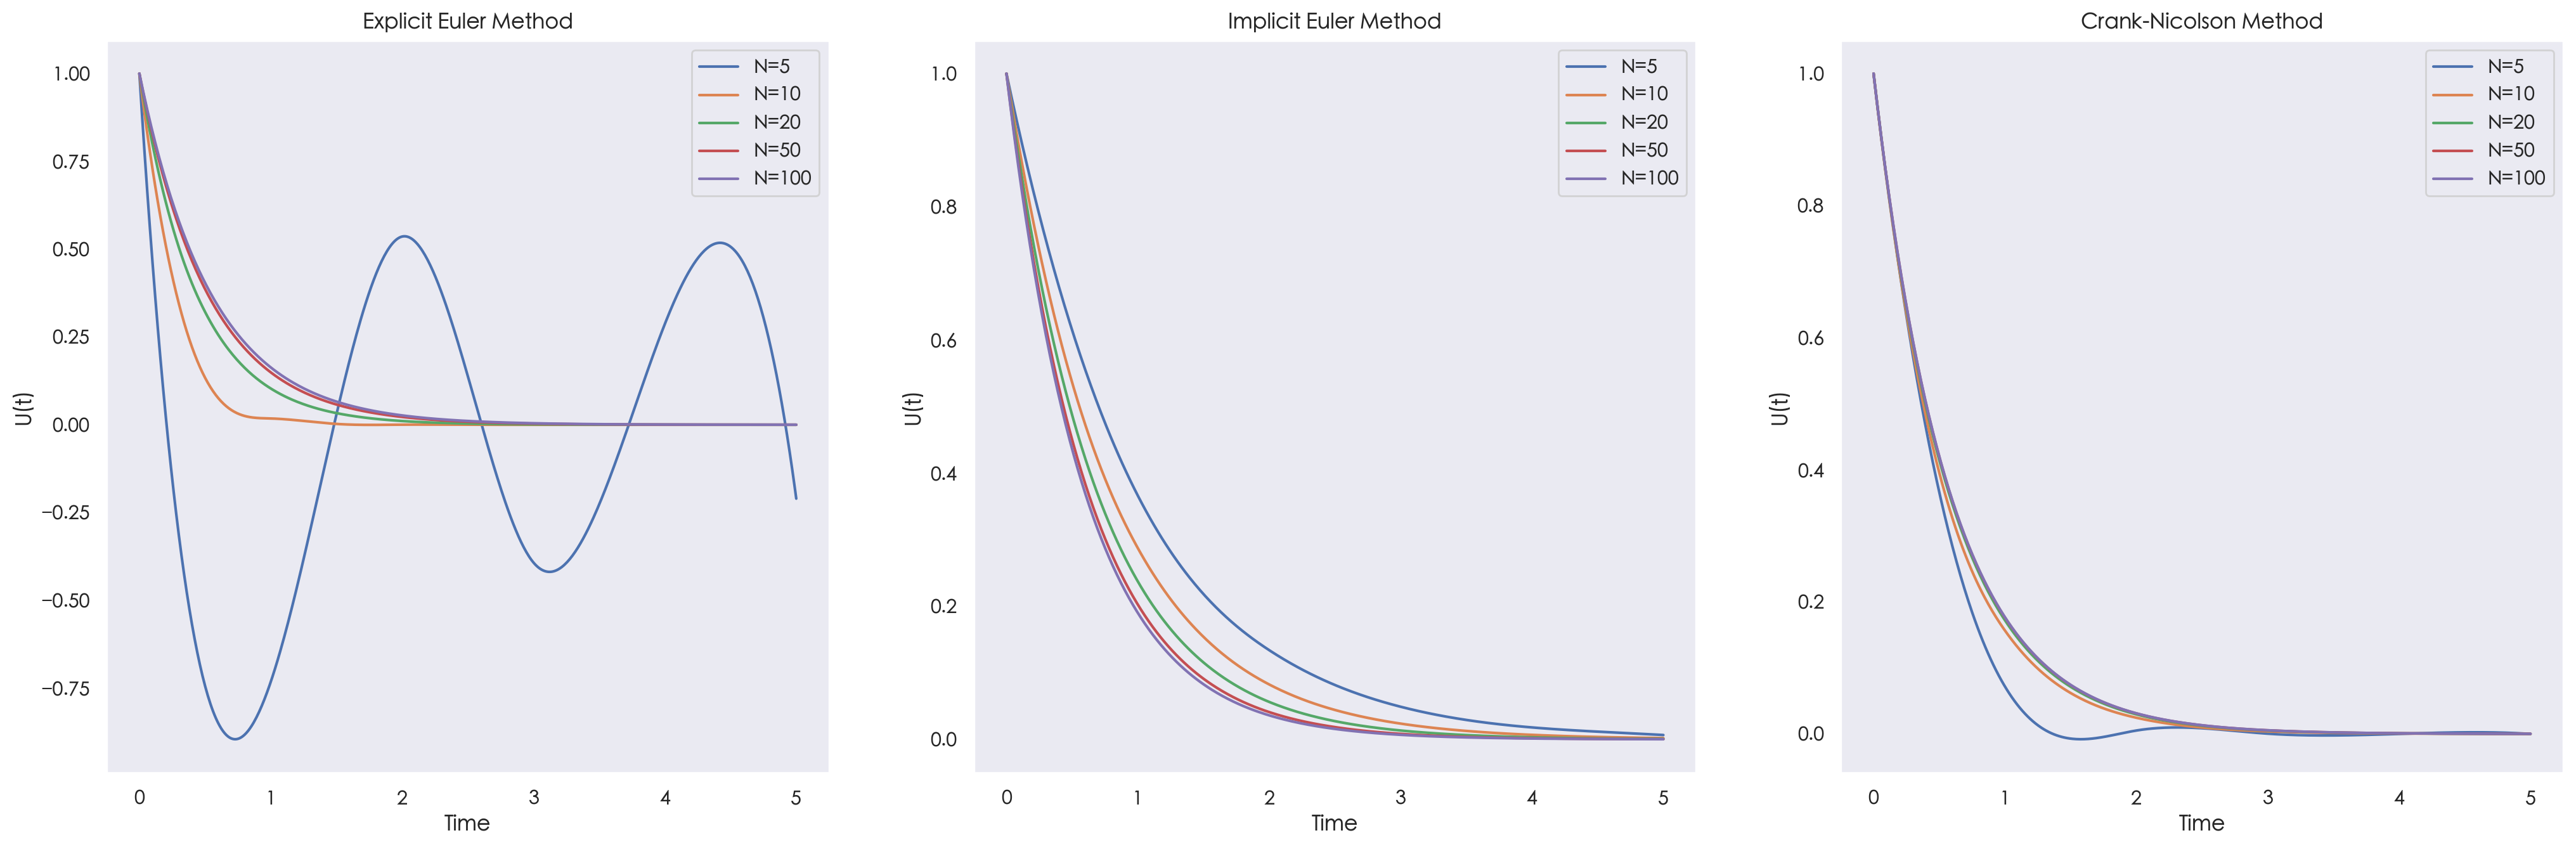 Explicit Euler Method
1.00
0.75
0.50
0.25
0.00
−0.25
−0.50
−0.75
U(t)
0 1 2 3 4 5
Time
N=5
N=10
N=20
N=50
N=100
Implicit Euler Method
1.0
0.8
0.6
0.4
0.2
0.0
U(t)
0 1 2 3 4 5
Time
N=5
N=10
N=20
N=50
N=100
Crank-Nicolson Method
1.0
0.8
0.6
0.4
0.2
0.0
U(t)
0 1 2 3 4 5
Time
N=5
N=10
N=20
N=50
N=100